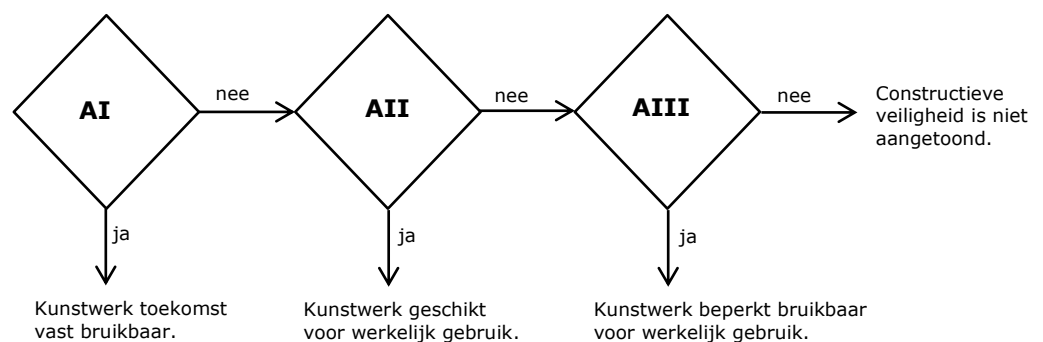 AI
nee
AII
nee
AIII
nee
Constructieve
veiligheid is niet
aangetoond.
ja
ja
ja
Kunstwerk toekomst
vast bruikbaar.
Kunstwerk geschikt
voor werkelijk gebruik.
Kunstwerk beperkt bruikbaar
voor werkelijk gebruik.